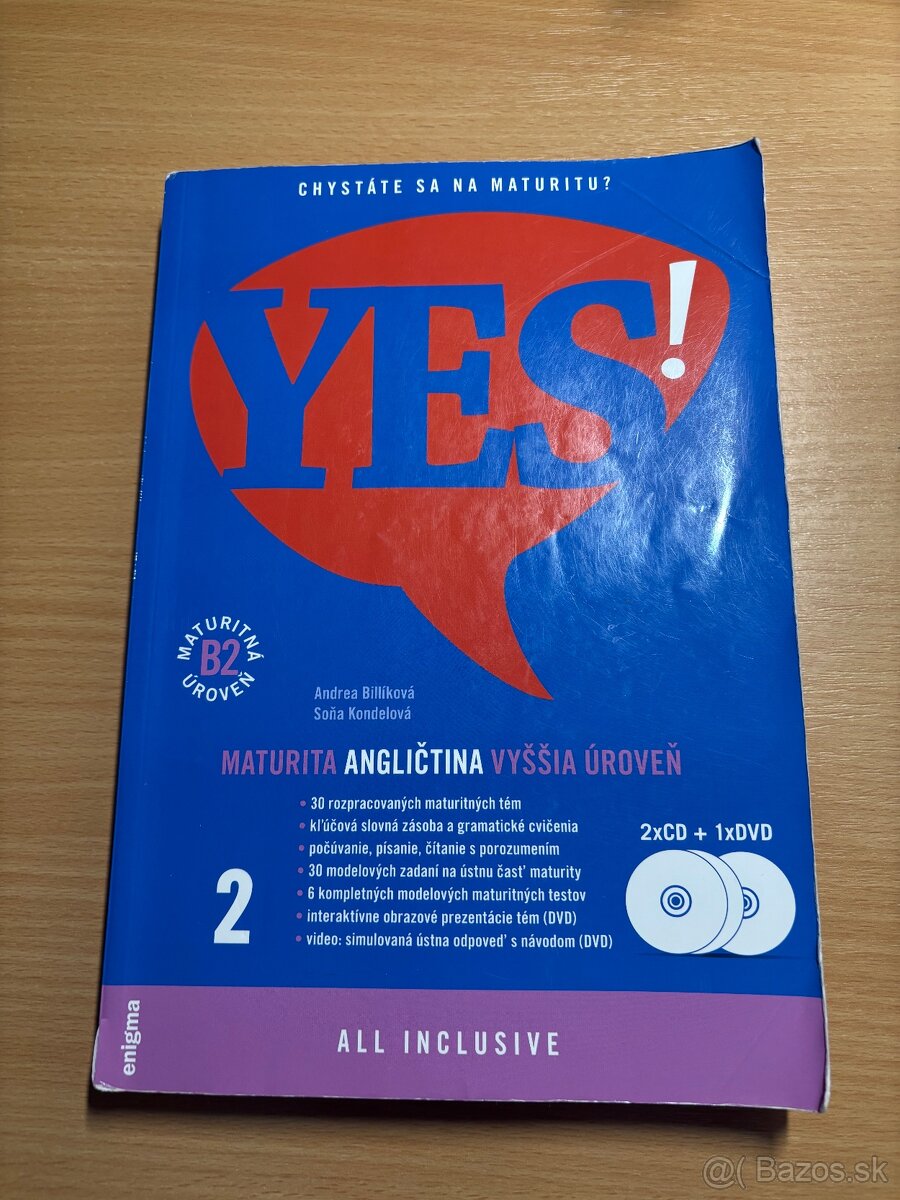 CHYSTÁTE SA NA MATURITU?
YES!
MATURITNÁ
B2
ÚROVEŇ
Andrea Billíková
Soňa Kondelová
MATURITA ANGLIČTINA VYŠŠIA ÚROVEŇ
• 30 rozpracovaných maturitných tém
• kľúčová slovná zásoba a gramatické cvičenia
• počúvanie, písanie, čítanie s porozumením
• 30 modelových zadaní na ústnu časť maturity
• 6 kompletných modelových maturitných testov
• interaktívne obrazové prezentácie tém (DVD)
• video: simulovaná ústna odpoveď s návodom (DVD)
2xCD + 1xDVD
2
enigma
ALL INCLUSIVE
@( Bazos.sk